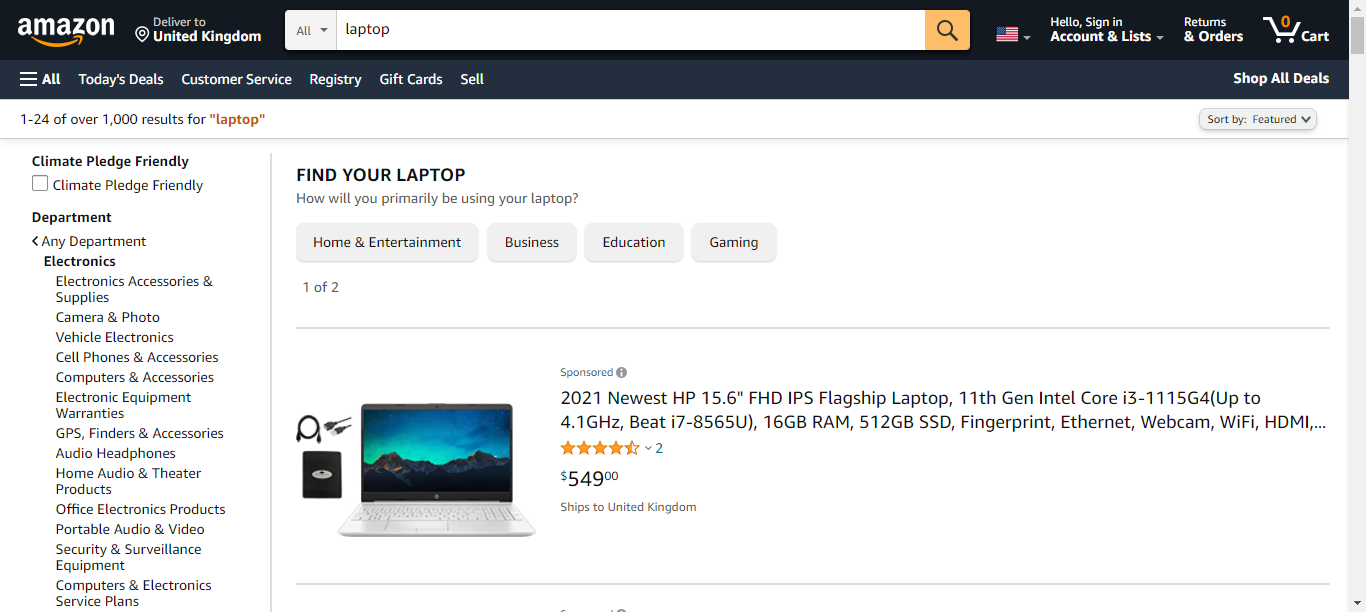 amazon
Deliver to
United Kingdom
All
laptop
Hello, Sign in
Account & Lists
Returns
& Orders
0
Cart
All
Today's Deals
Customer Service
Registry
Gift Cards
Sell
Shop All Deals
1-24 of over 1,000 results for "laptop"
Sort by: Featured
Climate Pledge Friendly
Climate Pledge Friendly
Department
Any Department
Electronics
Electronics Accessories &
Supplies
Camera & Photo
Vehicle Electronics
Cell Phones & Accessories
Computers & Accessories
Electronic Equipment
Warranties
GPS, Finders & Accessories
Audio Headphones
Home Audio & Theater
Products
Office Electronics Products
Portable Audio & Video
Security & Surveillance
Equipment
Computers & Electronics
Service Plans
FIND YOUR LAPTOP
How will you primarily be using your laptop?
Home & Entertainment
Business
Education
Gaming
1 of 2
Sponsored
2021 Newest HP 15.6" FHD IPS Flagship Laptop, 11th Gen Intel Core i3-1115G4(Up to
4.1GHz, Beat i7-8565U), 16GB RAM, 512GB SSD, Fingerprint, Ethernet, Webcam, WiFi, HDMI,...
2
$54900
Ships to United Kingdom